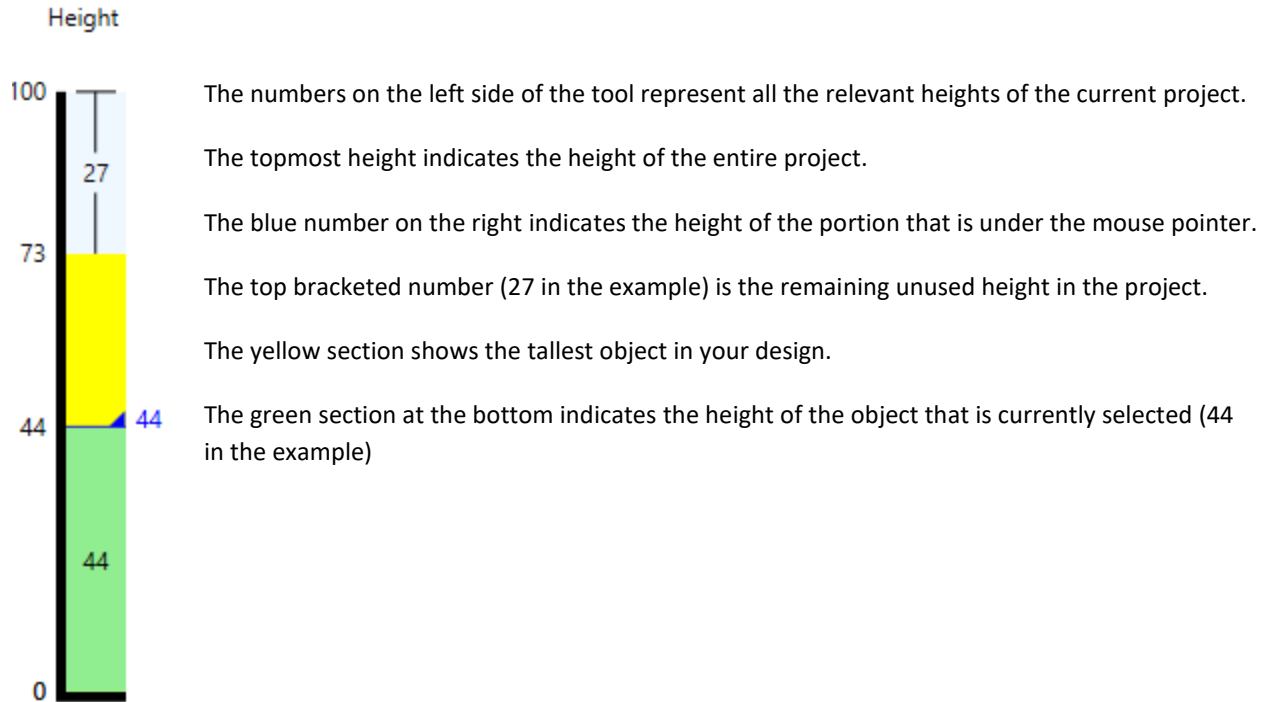 Height
100
The numbers on the left side of the tool represent all the relevant heights of the current project.
The topmost height indicates the height of the entire project.
27
The blue number on the right indicates the height of the portion that is under the mouse pointer.
73
The top bracketed number (27 in the example) is the remaining unused height in the project.
The yellow section shows the tallest object in your design.
44
44
The green section at the bottom indicates the height of the object that is currently selected (44
in the example)
44
0